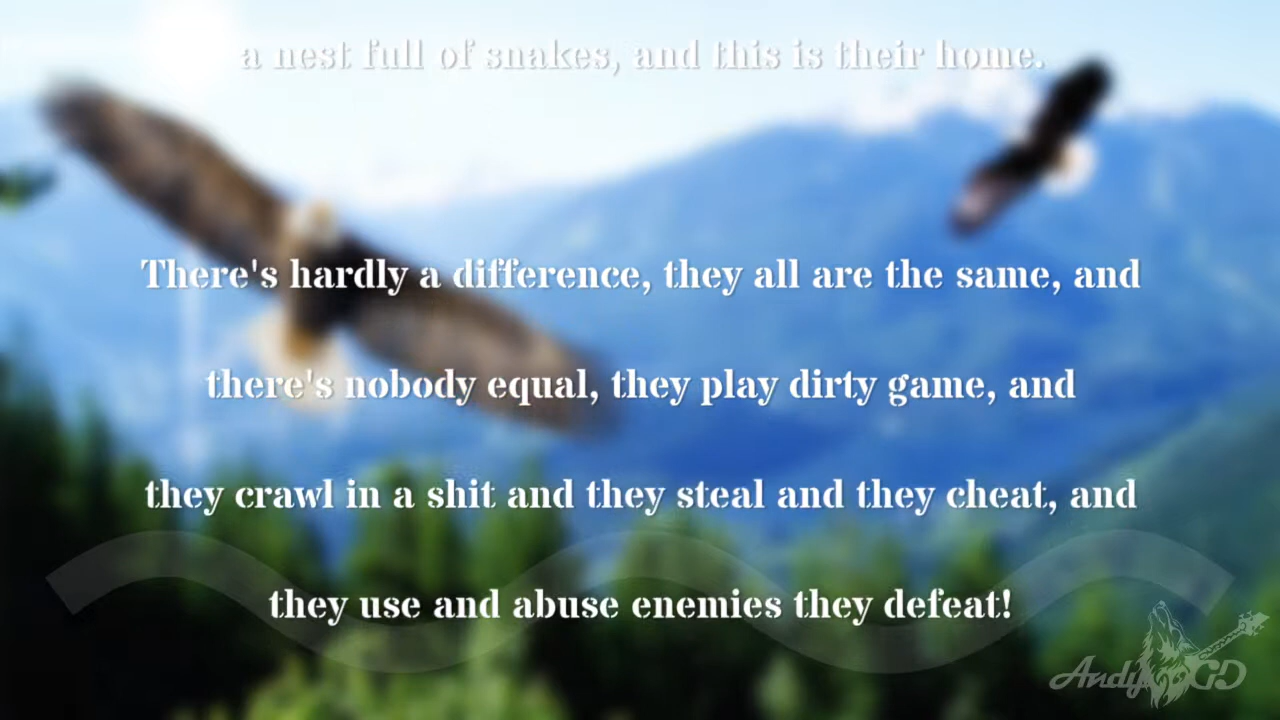 a nest full of snakes, and this is their home.
There's hardly a difference, they all are the same, and
there's nobody equal, they play dirty game, and
they crawl in a shit and they steal and they cheat, and
they use and abuse enemies they defeat!
Andy GD